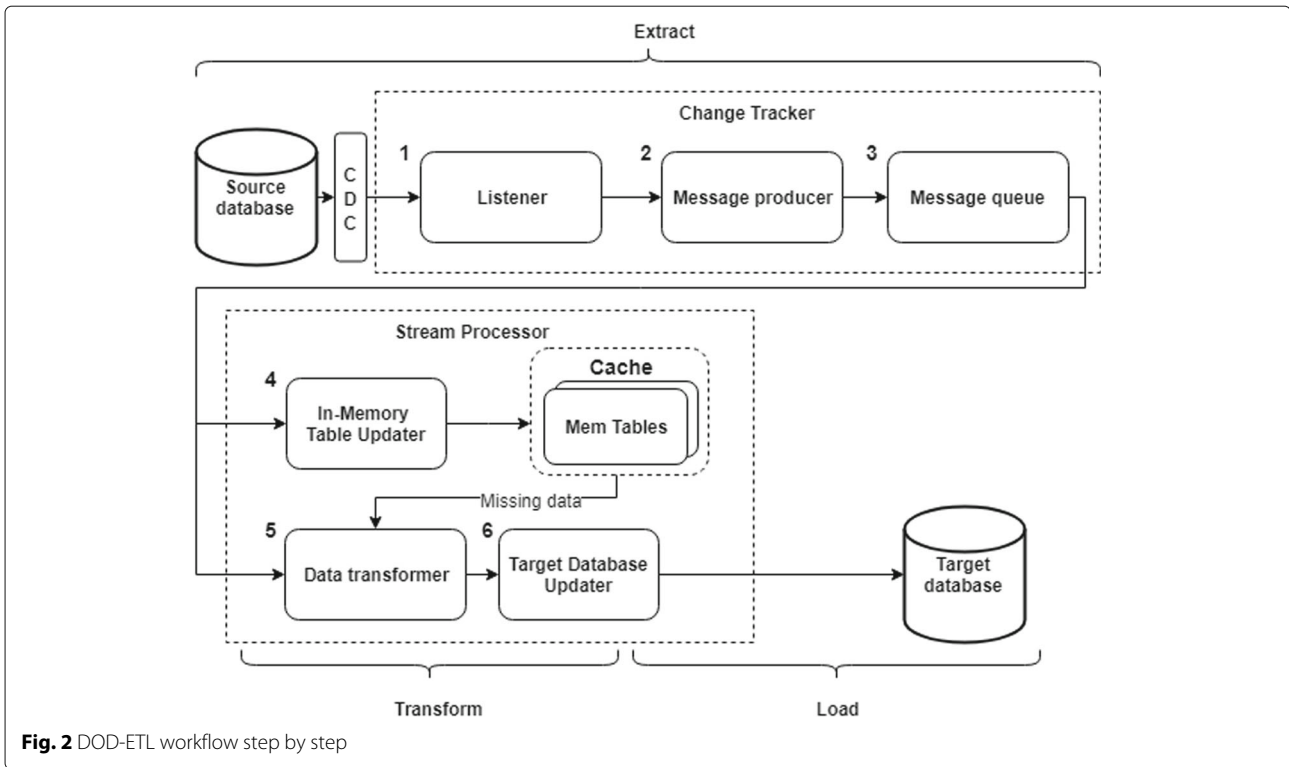 Extract
Change Tracker
Source
database
C
D
C
1
Listener
2
Message producer
3
Message queue
Stream Processor
4
In-Memory
Table Updater
Cache
Mem Tables
Missing data
5
Data transformer
6
Target Database
Updater
Target
database
Transform
Load
Fig. 2 DOD-ETL workflow step by step